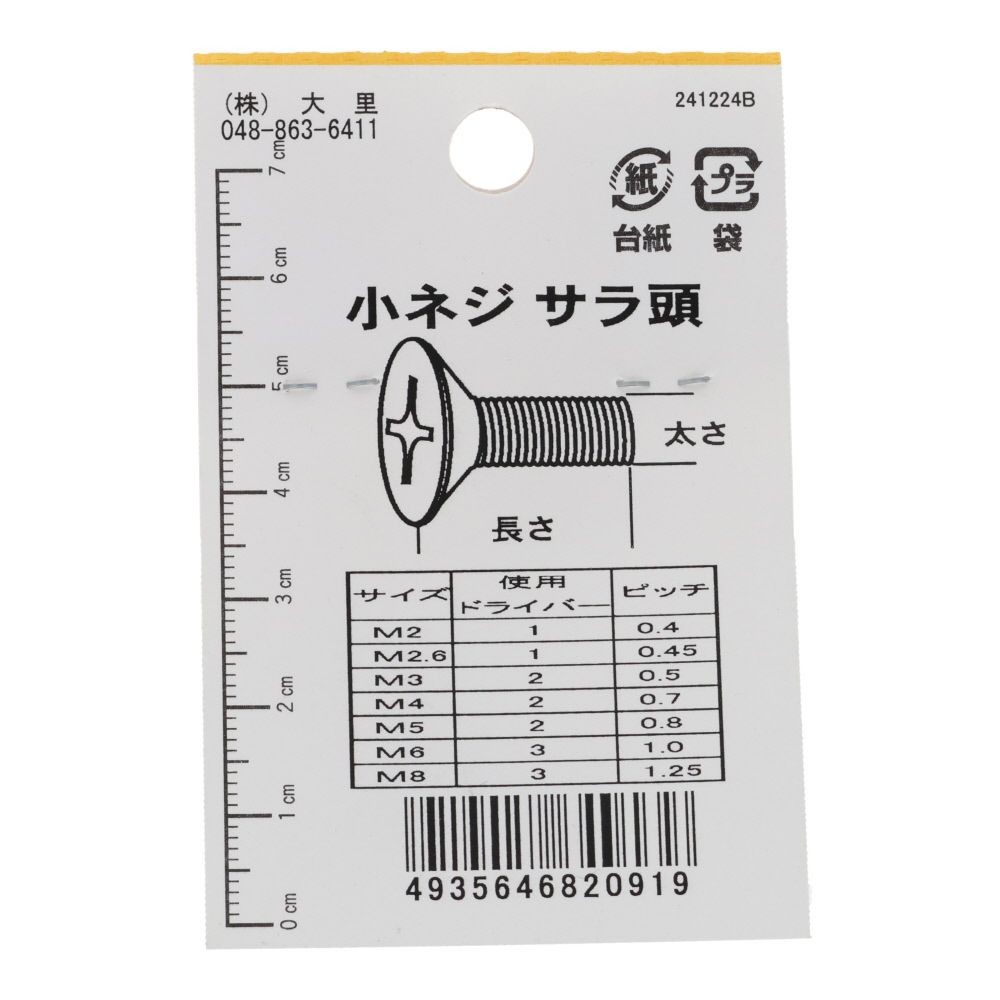 (株) 大 里
048-863-6411
241224B
紙
プラ
台紙 袋
7 cm
6 cm
5 cm
4 cm
3 cm
2 cm
1 cm
0 cm
小ネジ サラ頭
太さ
長さ
サイズ 使用ドライバー ピッチ
M2 1 0.4
M2.6 1 0.45
M3 2 0.5
M4 2 0.7
M5 2 0.8
M6 3 1.0
M8 3 1.25
4935646820919